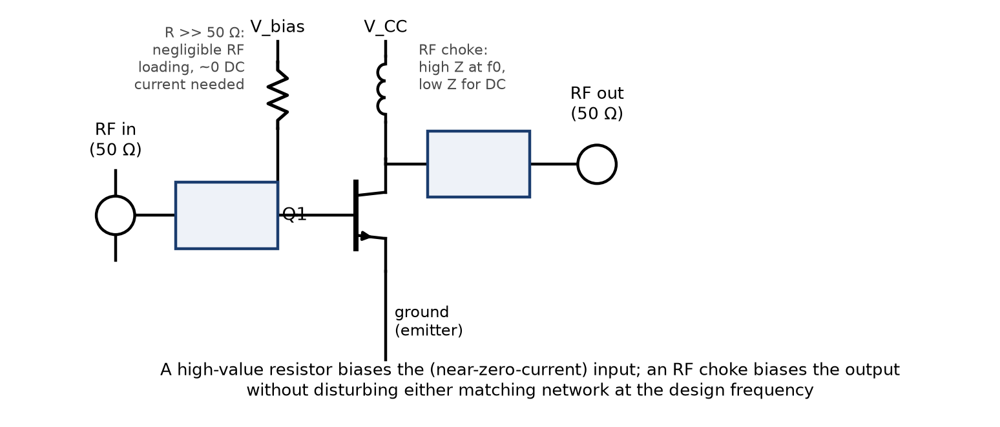 V_bias
V_CC
R >> 50 Ω:
negligible RF
loading, ~0 DC
current needed
RF choke:
high Z at f0,
low Z for DC
RF out
(50 Ω)
RF in
(50 Ω)
Q1
ground
(emitter)
A high-value resistor biases the (near-zero-current) input; an RF choke biases the output
without disturbing either matching network at the design frequency